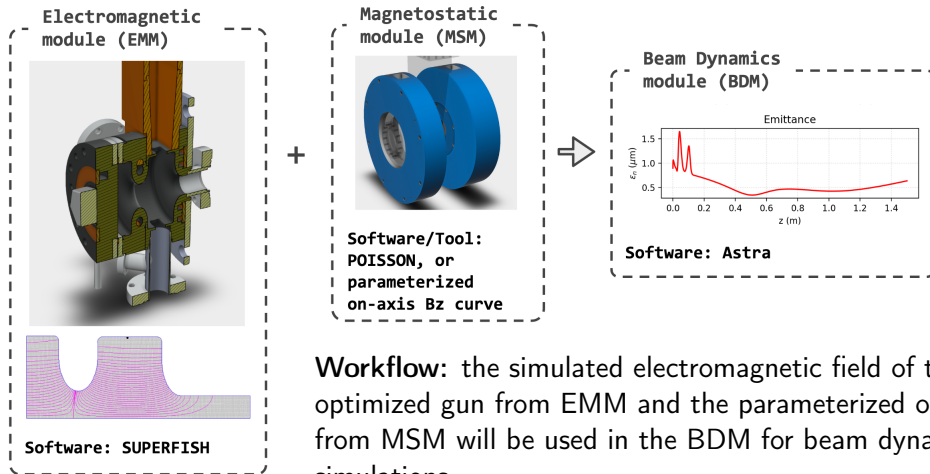 Electromagnetic
module (EMM)
Software: SUPERFISH
+
Magnetostatic
module (MSM)
Software/Tool:
POISSON, or
parameterized
on-axis Bz curve
Beam Dynamics
module (BDM)
Emittance
εn (μm)
1.5
1.0
0.5
0.0 0.2 0.4 0.6 0.8 1.0 1.2 1.4
z (m)
Software: Astra
Workflow: the simulated electromagnetic field of
optimized gun from EMM and the parameterized
from MSM will be used in the BDM for beam
simulations